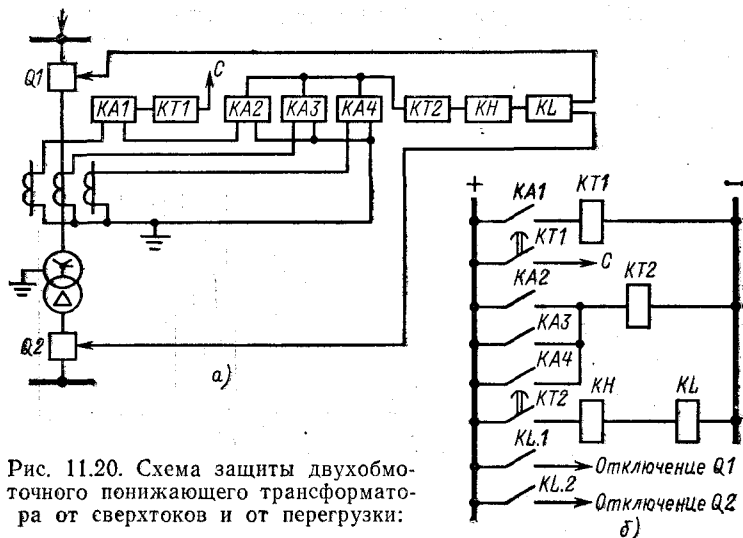 Q1
KA1
KT1
C
KA2
KA3
KA4
KT2
KH
KL
Q2
а)
+
−
KA1
KT1
KT1
C
KA2
KT2
KA3
KA4
KT2
KH
KL
KL.1
Отключение Q1
KL.2
Отключение Q2
б)
Рис. 11.20. Схема защиты двухобмо-
точного понижающего трансформато-
ра от сверхтоков и от перегрузки: